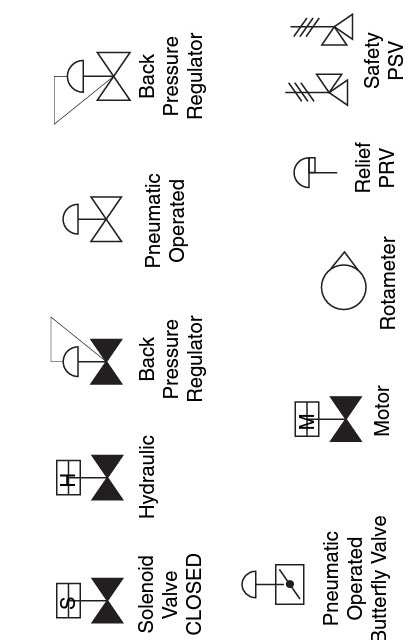 S
Solenoid
Valve
CLOSED
H
Hydraulic
Back
Pressure
Regulator
Pneumatic
Operated
Back
Pressure
Regulator
Pneumatic
Operated
Butterfly Valve
M
Motor
Rotameter
Relief
PRV
Safety
PSV